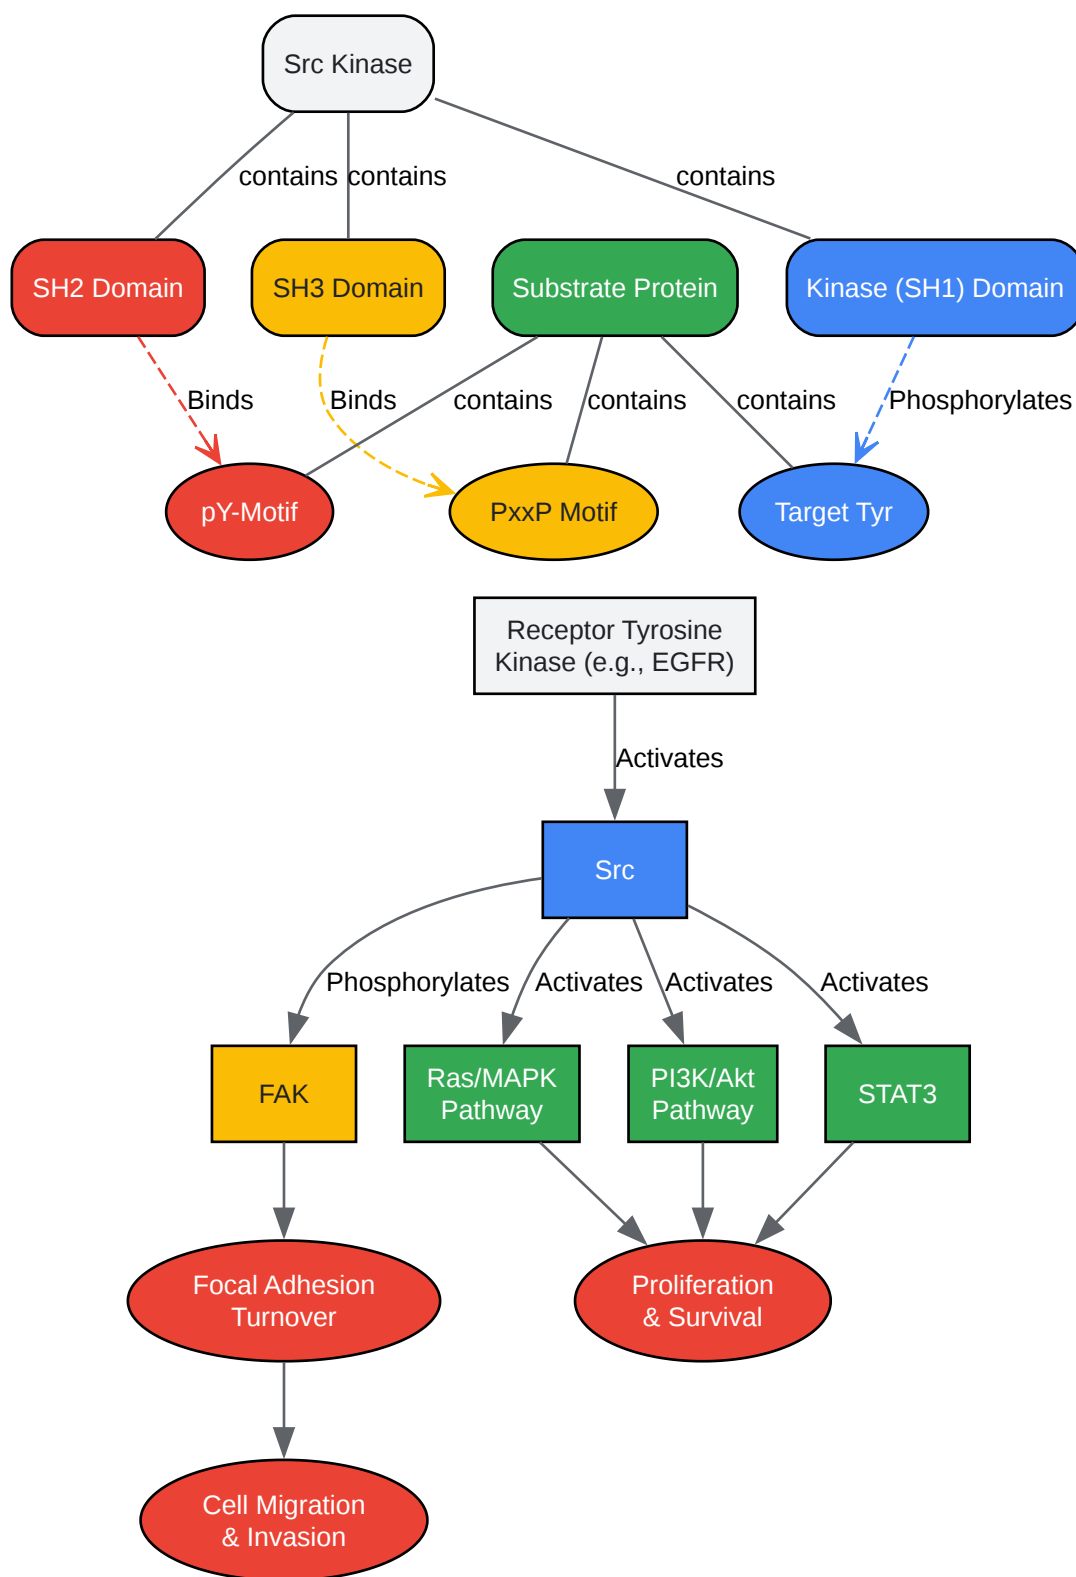 Src Kinase
contains
contains
contains
SH2 Domain
SH3 Domain
Substrate Protein
Kinase (SH1) Domain
Binds
Binds
contains
contains
contains
Phosphorylates
pY-Motif
PxxP Motif
Target Tyr
Receptor Tyrosine
Kinase (e.g., EGFR)
Activates
Src
Phosphorylates
Activates
Activates
Activates
FAK
Ras/MAPK
Pathway
PI3K/Akt
Pathway
STAT3
Focal Adhesion
Turnover
Proliferation
& Survival
Cell Migration
& Invasion